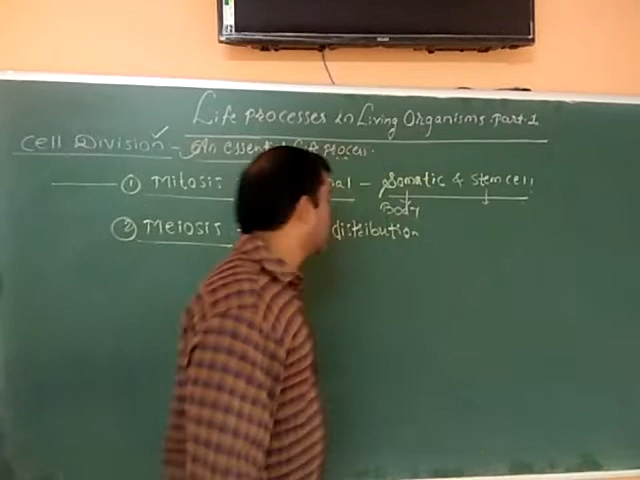 Life Processes in Living Organisms Part-1
Cell Division ✓ - An essential life process.
① Mitosis al - Somatic & Stem cell
Body
② Meiosis - distribution